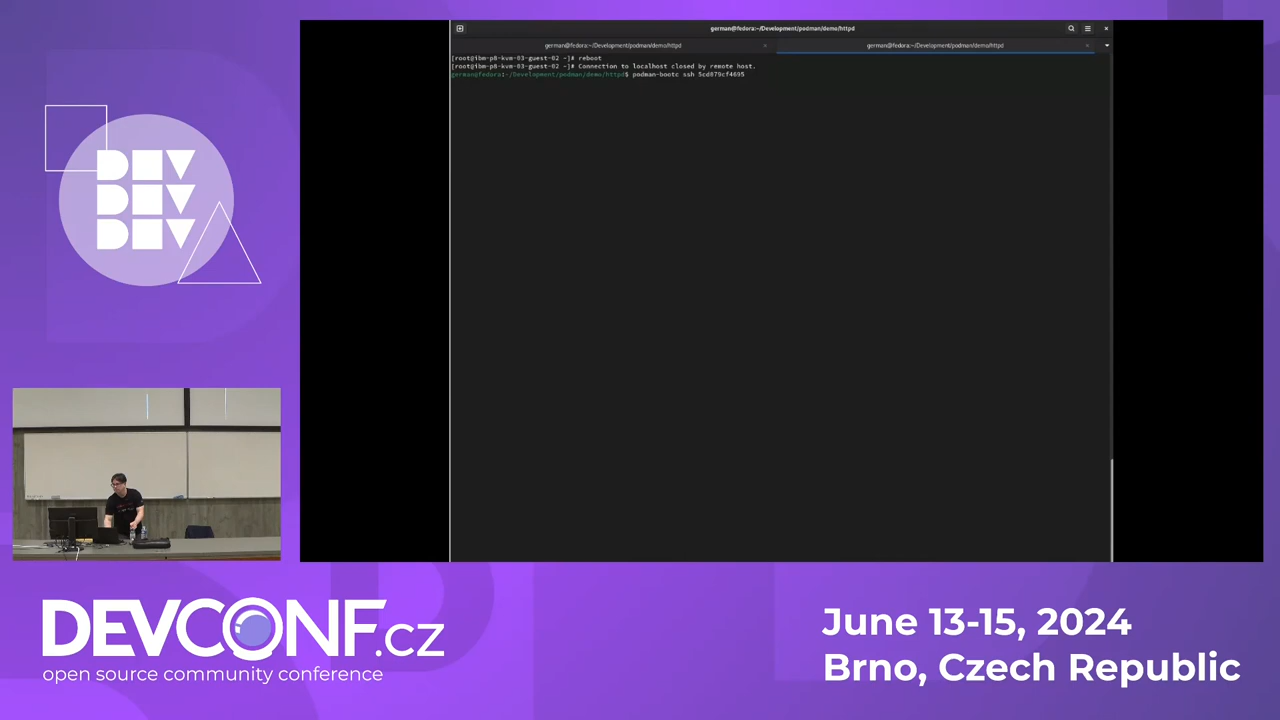 german@fedora:~/Development/podman/demo/httpd
german@fedora:~/Development/podman/demo/httpd
german@fedora:~/Development/podman/demo/httpd
[root@ibm-p8-kvm-03-guest-02 ~]# reboot
[root@ibm-p8-kvm-03-guest-02 ~]# Connection to localhost closed by remote host.
german@fedora:~/Development/podman/demo/httpd$ podman-bootc ssh 5cd079cf4695
DEV
DEV
DEV
DEVCONF.cz
open source community conference
June 13-15, 2024
Brno, Czech Republic